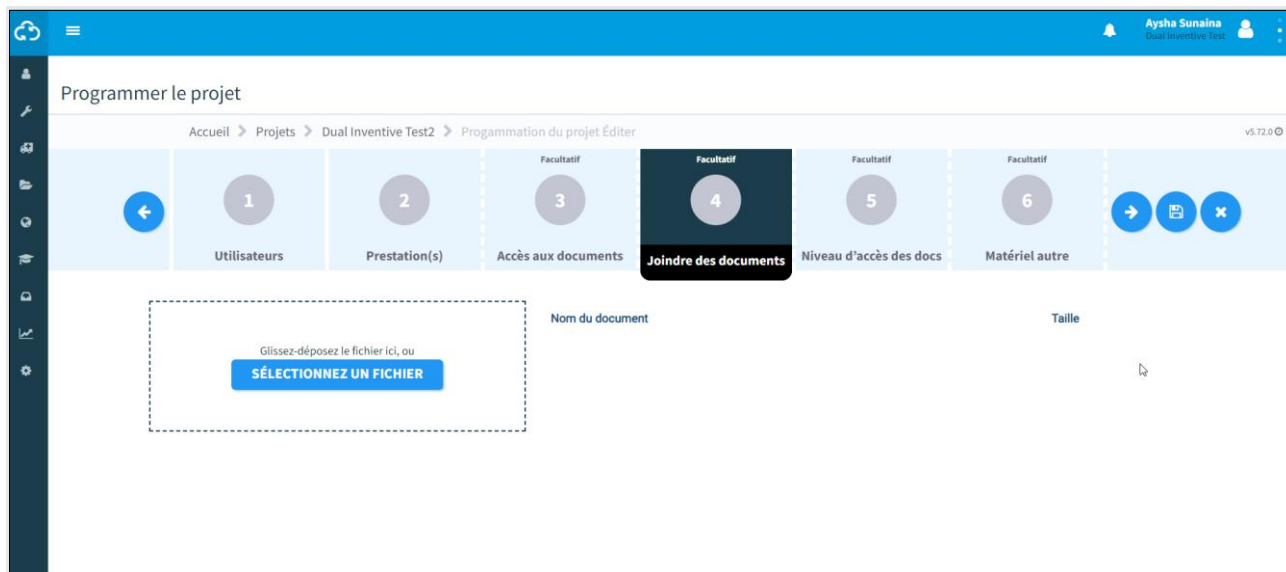 Aysha Sunaina
Dual Inventive Test
Programmer le projet
Accueil Projets Dual Inventive Test2 Progammation du projet Éditer
v5.72.0
1
Utilisateurs
2
Prestation(s)
Facultatif
3
Accès aux documents
Facultatif
4
Joindre des documents
Facultatif
5
Niveau d'accès des docs
Facultatif
6
Matériel autre
Glissez-déposez le fichier ici, ou
SÉLECTIONNEZ UN FICHIER
Nom du document
Taille